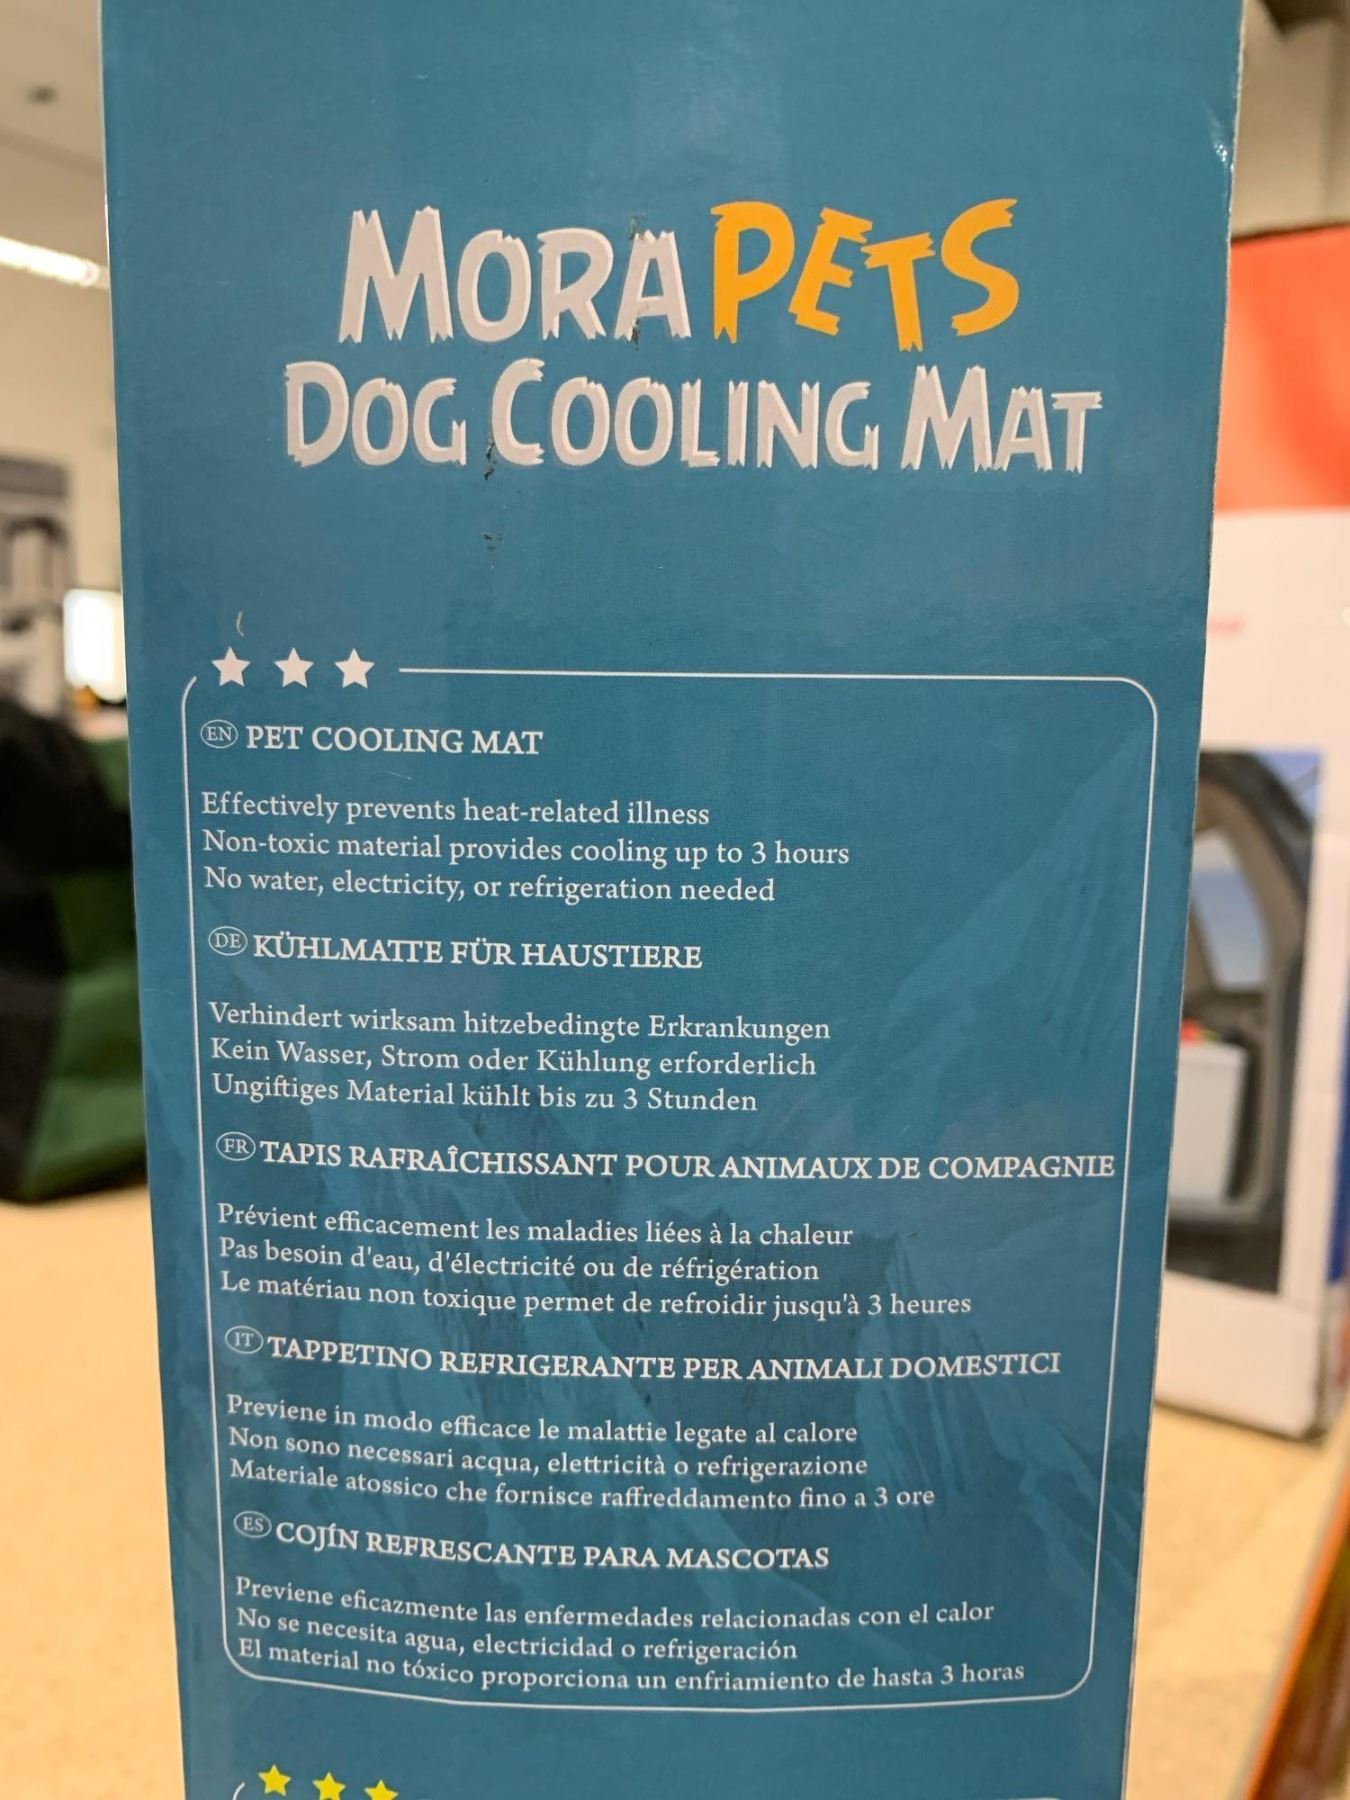 MORA PETS
DOG COOLING MAT
EN PET COOLING MAT
Effectively prevents heat-related illness
Non-toxic material provides cooling up to 3 hours
No water, electricity, or refrigeration needed
DE KÜHLMATTE FÜR HAUSTIERE
Verhindert wirksam hitzebedingte Erkrankungen
Kein Wasser, Strom oder Kühlung erforderlich
Ungiftiges Material kühlt bis zu 3 Stunden
FR TAPIS RAFRAÎCHISSANT POUR ANIMAUX DE COMPAGNIE
Prévient efficacement les maladies liées à la chaleur
Pas besoin d'eau, d'électricité ou de réfrigération
Le matériau non toxique permet de refroidir jusqu'à 3 heures
IT TAPPETINO REFRIGERANTE PER ANIMALI DOMESTICI
Previene in modo efficace le malattie legate al calore
Non sono necessari acqua, elettricità o refrigerazione
Materiale atossico che fornisce raffreddamento fino a 3 ore
ES COJÍN REFRESCANTE PARA MASCOTAS
Previene eficazmente las enfermedades relacionadas con el calor
No se necesita agua, electricidad o refrigeración
El material no tóxico proporciona un enfriamiento de hasta 3 horas